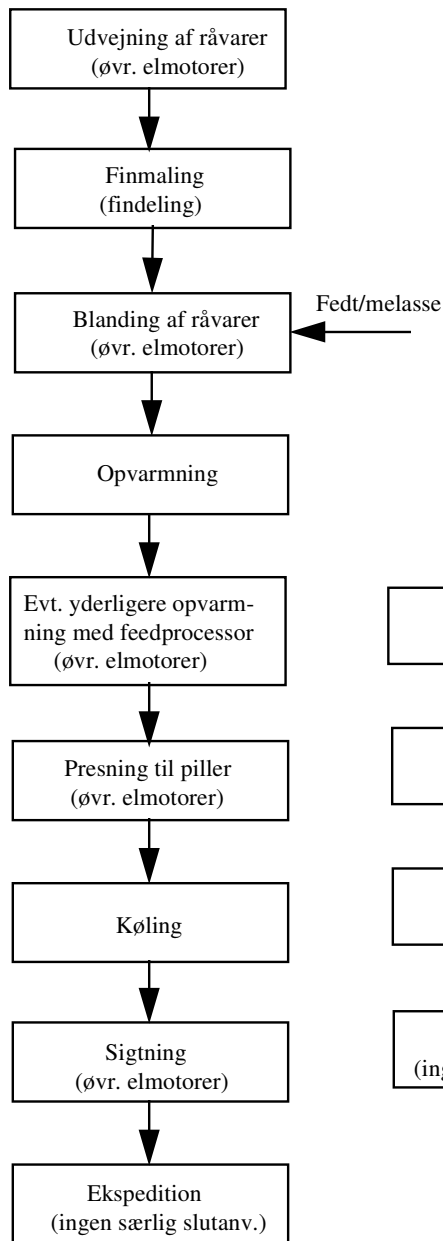 Udvejning af råvarer
(øvr. elmotorer)
Finmaling
(findeling)
Fedt/melasse
Blanding af råvarer
(øvr. elmotorer)
Opvarmning
Evt. yderligere opvarm-
ning med feedprocessor
(øvr. elmotorer)
Presning til piller
(øvr. elmotorer)
Køling
Sigtning
(øvr. elmotorer)
(ing
Ekspedition
(ingen særlig slutanv.)